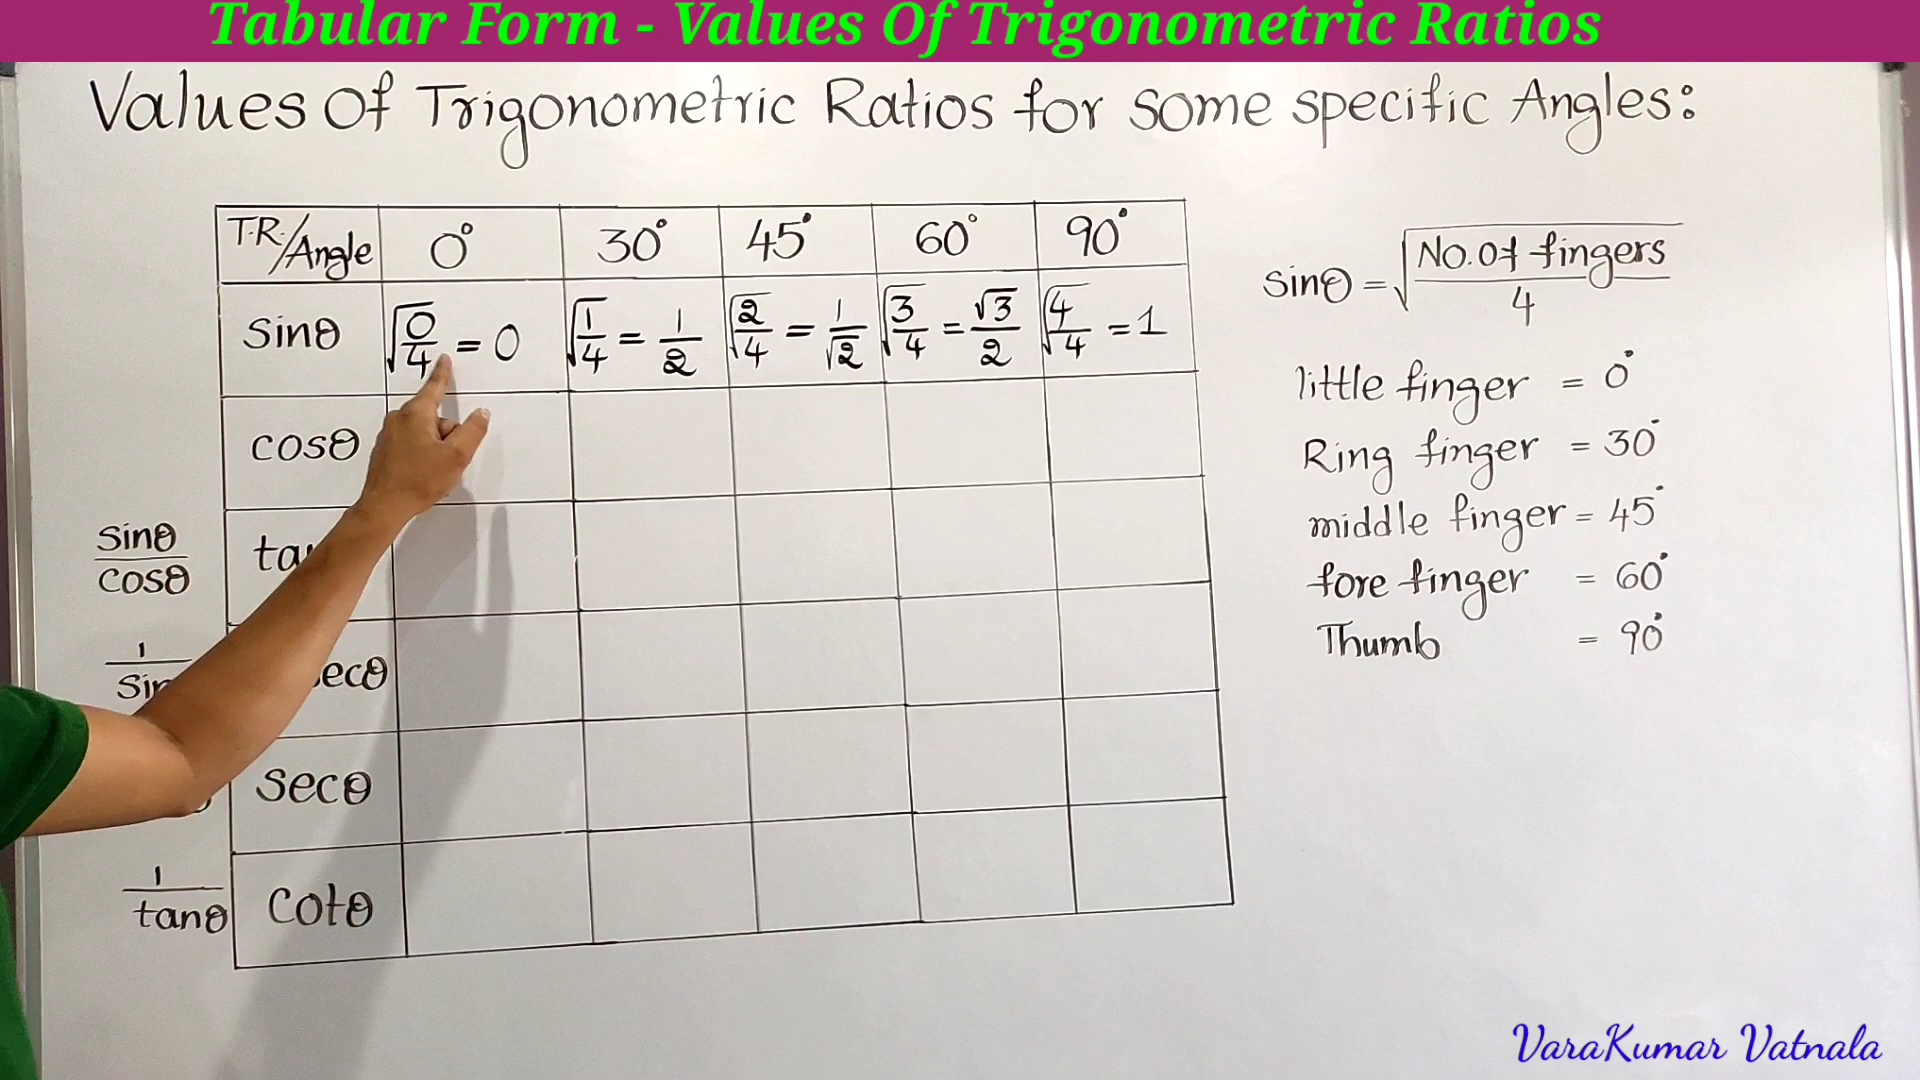 Tabular Form - Values Of Trigonometric Ratios
Values Of Trigonometric Ratios for some specific Angles:
T.R./Angle 0° 30° 45° 60° 90°
sinθ √(0/4) = 0 √(1/4) = 1/2 √(2/4) = 1/√2 √(3/4) = √3/2 √(4/4) = 1
cosθ
sinθ/cosθ
secθ
1/tanθ cotθ
sinθ = √(No. Of fingers/4)
little finger = 0°
Ring finger = 30°
middle finger = 45°
fore finger = 60°
Thumb = 90°
VaraKumar Vatnala